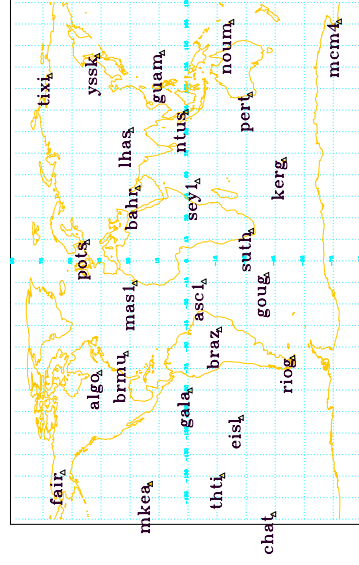 tixi
yssk
guam
noum
mcm4
pert
ntus
lhas
kerg
sey1
bahr
suth
pots
goug
asc1
mas1
braz
riog
brmu
algo
gala
eisl
fair
thti
mkea
chat